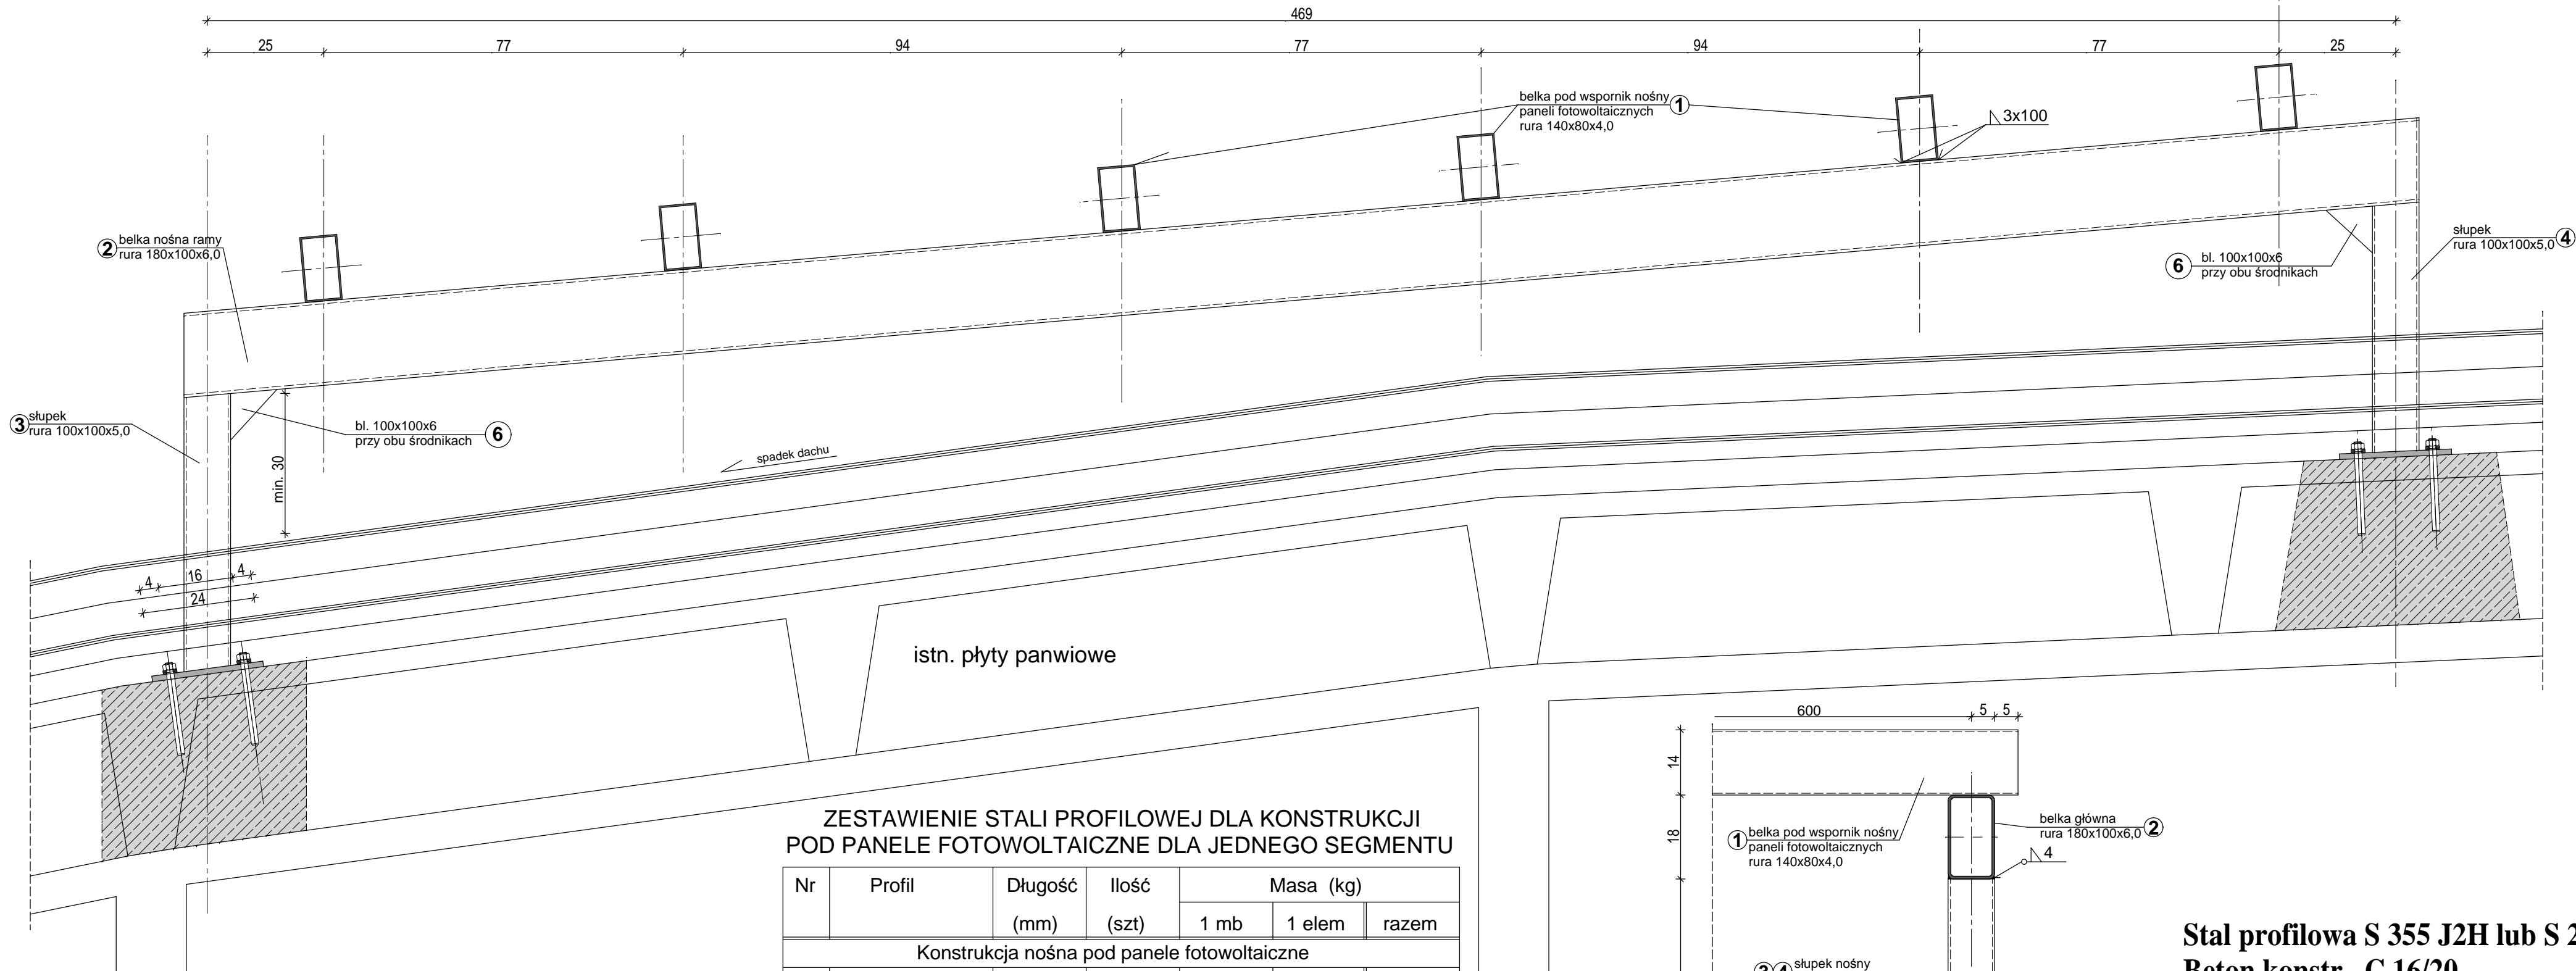 469
25
77
94
77
94
77
25
belka pod wspornik nośny
paneli fotowoltaicznych
rura 140x80x4,0
1
3x100
2
belka nośna ramy
rura 180x100x6,0
słupek
rura 100x100x5,0
4
6
bl. 100x100x6
przy obu środnikach
3
słupek
rura 100x100x5,0
bl. 100x100x6
przy obu środnikach
6
min. 30
spadek dachu
4
16
4
24
istn. płyty panwiowe
600
5
5
14
18
1
belka pod wspornik nośny
paneli fotowoltaicznych
rura 140x80x4,0
belka główna
rura 180x100x6,0
2
4
ZESTAWIENIE STALI PROFILOWEJ DLA KONSTRUKCJI
POD PANELE FOTOWOLTAICZNE DLA JEDNEGO SEGMENTU
Nr Profil Długość Ilość Masa (kg)
(mm) (szt) 1 mb 1 elem razem
Konstrukcja nośna pod panele fotowoltaiczne
3 4 słupek nośny
Stal profilowa S 355 J2H lub S 2
Beton konstr. C 16/20